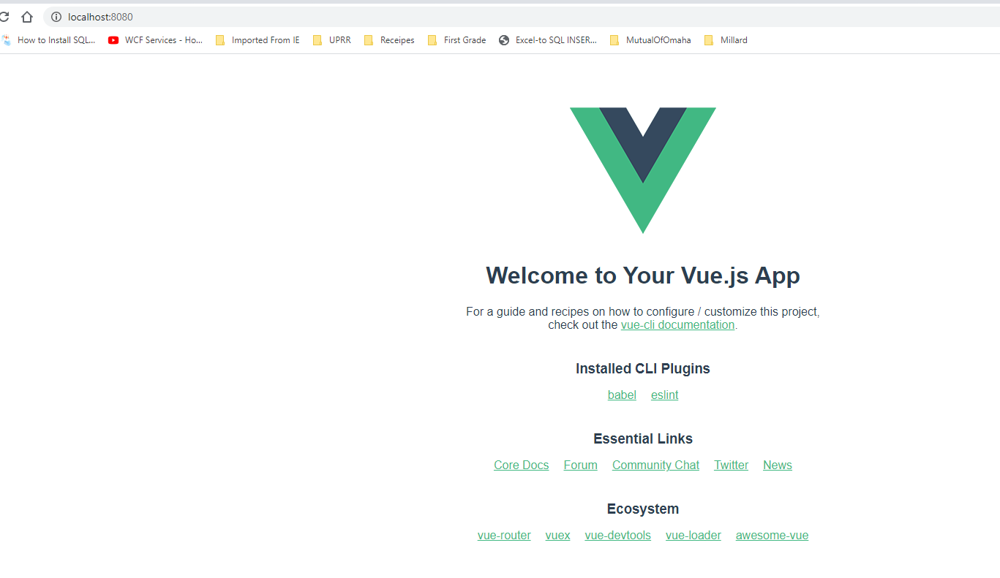 localhost:8080
How to Install SQL... WCF Services - Ho... Imported From IE UPRR Receipes First Grade Excel-to SQL INSER... MutualOfOmaha Millard
Welcome to Your Vue.js App
For a guide and recipes on how to configure / customize this project,
check out the vue-cli documentation.
Installed CLI Plugins
babel eslint
Essential Links
Core Docs Forum Community Chat Twitter News
Ecosystem
vue-router vuex vue-devtools vue-loader awesome-vue